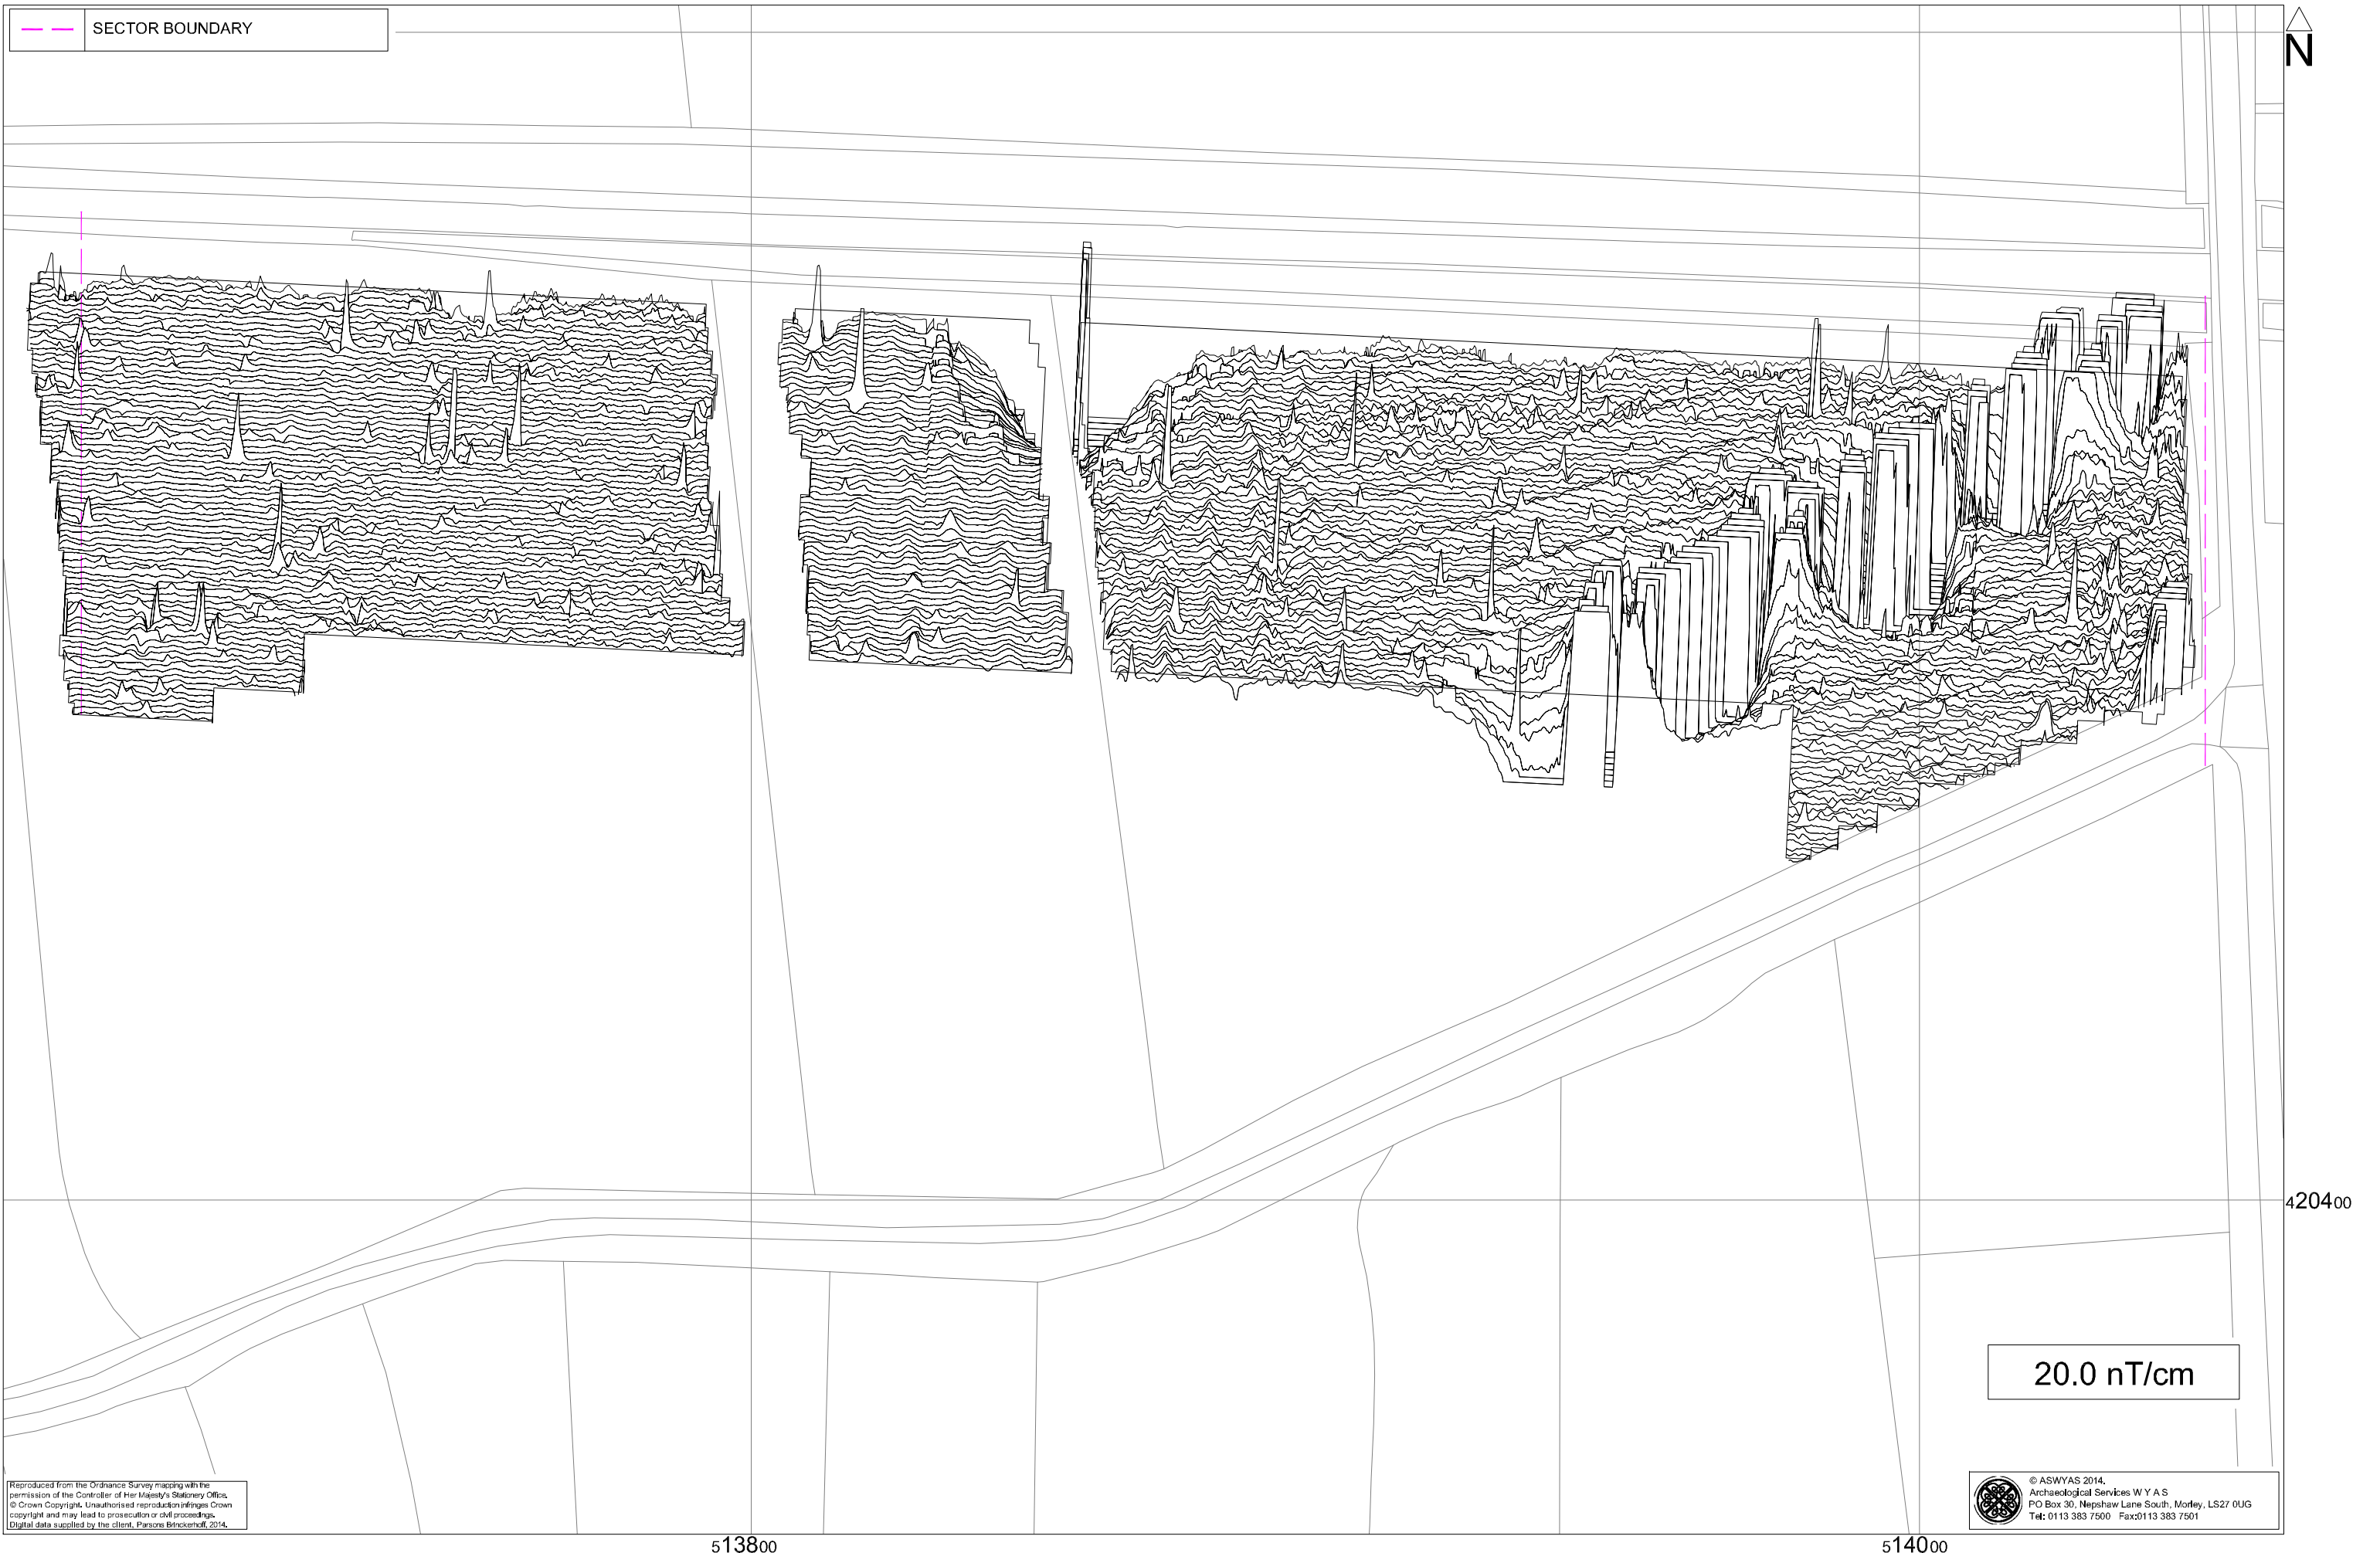 SECTOR BOUNDARY
N
420400
20.0 nT/cm
Reproduced from the Ordnance Survey mapping with the
permission of the Controller of Her Majesty's Stationery Office.
© Crown Copyright. Unauthorised reproduction infringes Crown
copyright and may lead to prosecution or civil proceedings.
Digital data supplied by the client, Parsons Brinckerhoff, 2014.
© ASWYAS 2014.
Archaeological Services W Y A S
PO Box 30, Nepshaw Lane South, Morley, LS27 0UG
Tel: 0113 383 7500 Fax:0113 383 7501
513800
514000